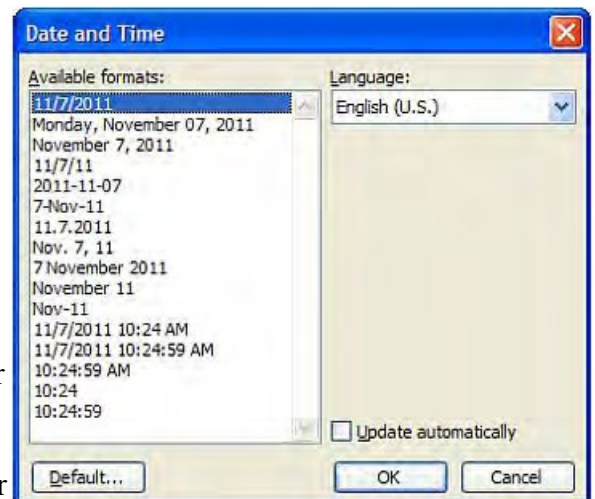 Date and Time
Available formats:
Language:
11/7/2011
English (U.S.)
Monday, November 07, 2011
November 7, 2011
11/7/11
2011-11-07
7-Nov-11
11.7.2011
Nov. 7, 11
7 November 2011
November 11
Nov-11
11/7/2011 10:24 AM
11/7/2011 10:24:59 AM
10:24:59 AM
10:24
10:24:59
Update automatically
Default...
OK
Cancel
r
r